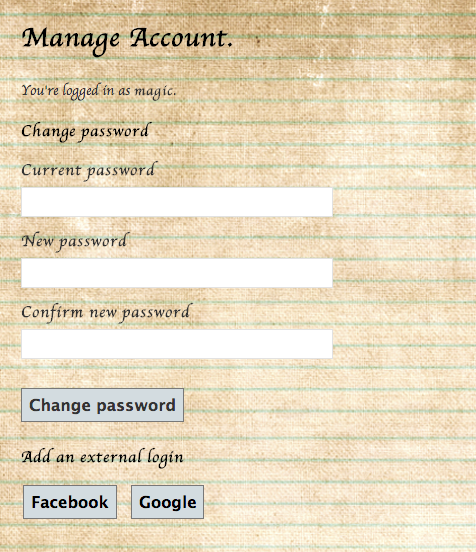 Manage Account.
You're logged in as magic.
Change password
Current password
New password
Confirm new password
Change password
Add an external login
Facebook Google